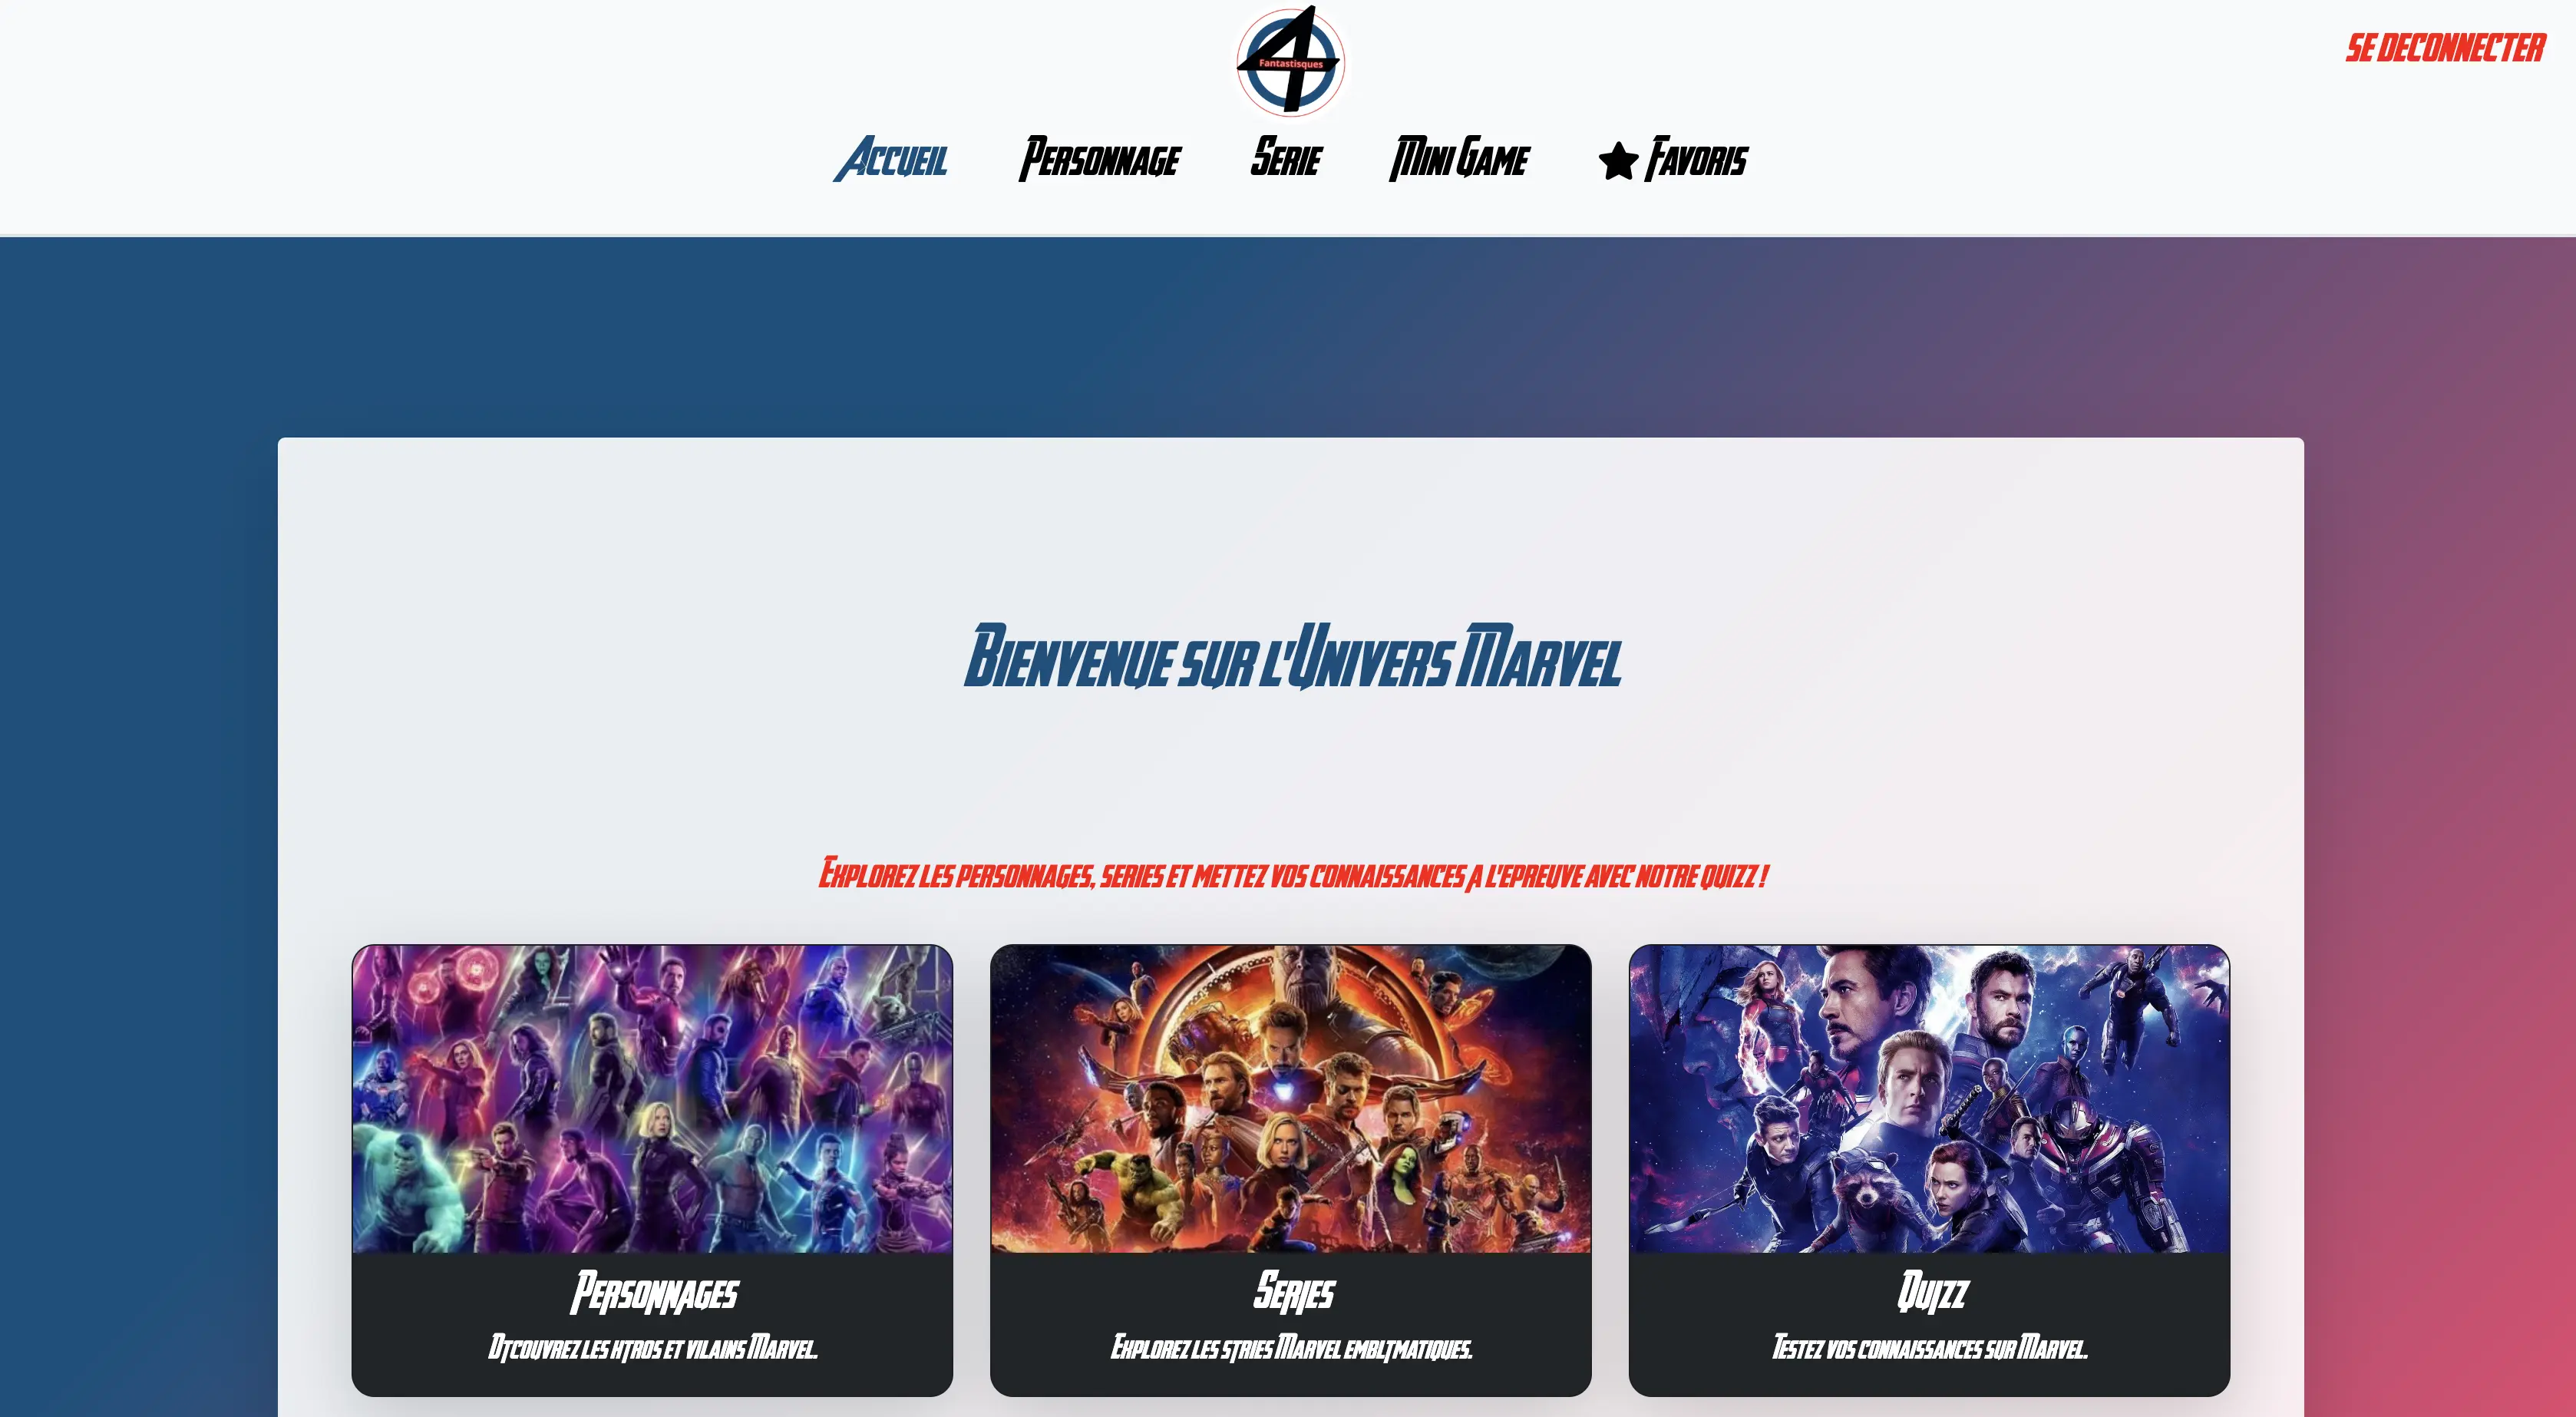 4
Fantastisques
SE DECONNECTER
Accueil
Personnage
Serie
Mini Game
Favoris
Bienvenue sur l'Univers Marvel
Explorez les personnages, series et mettez vos connaissances a l'epreuve avec notre quizz !
Personnages
Dtcouvrez les htros et vilains Marvel.
Series
Explorez les stries Marvel embltmatiques.
Quizz
Testez vos connaissances sur Marvel.